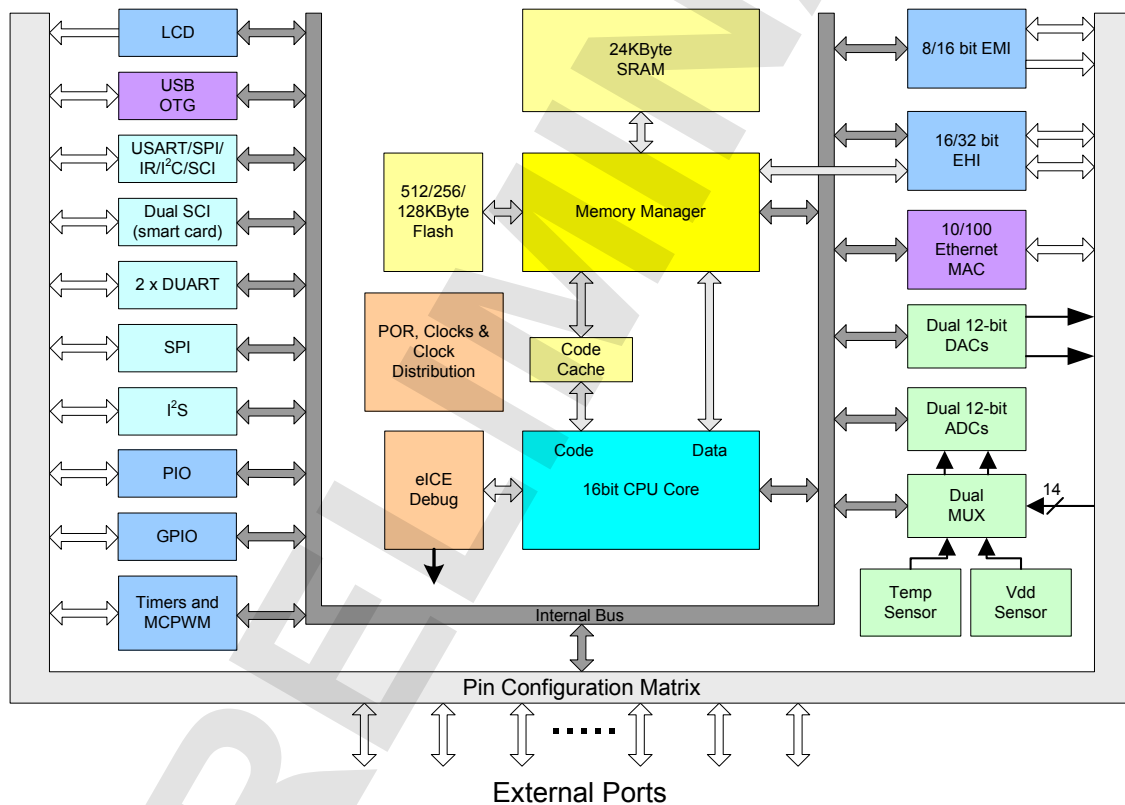 LCD
USB
OTG
USART/SPI/
IR/I²C/SCI
Dual SCI
(smart card)
2 x DUART
SPI
I²S
PIO
GPIO
Timers and
MCPWM
24KByte
SRAM
512/256/
128KByte
Flash
Memory Manager
POR, Clocks &
Clock
Distribution
Code
Cache
eICE
Debug
Code
Data
16bit CPU Core
8/16 bit EMI
16/32 bit
EHI
10/100
Ethernet
MAC
Dual 12-bit
DACs
Dual 12-bit
ADCs
Dual
MUX
14
Temp
Sensor
Vdd
Sensor
Internal Bus
Pin Configuration Matrix
External Ports